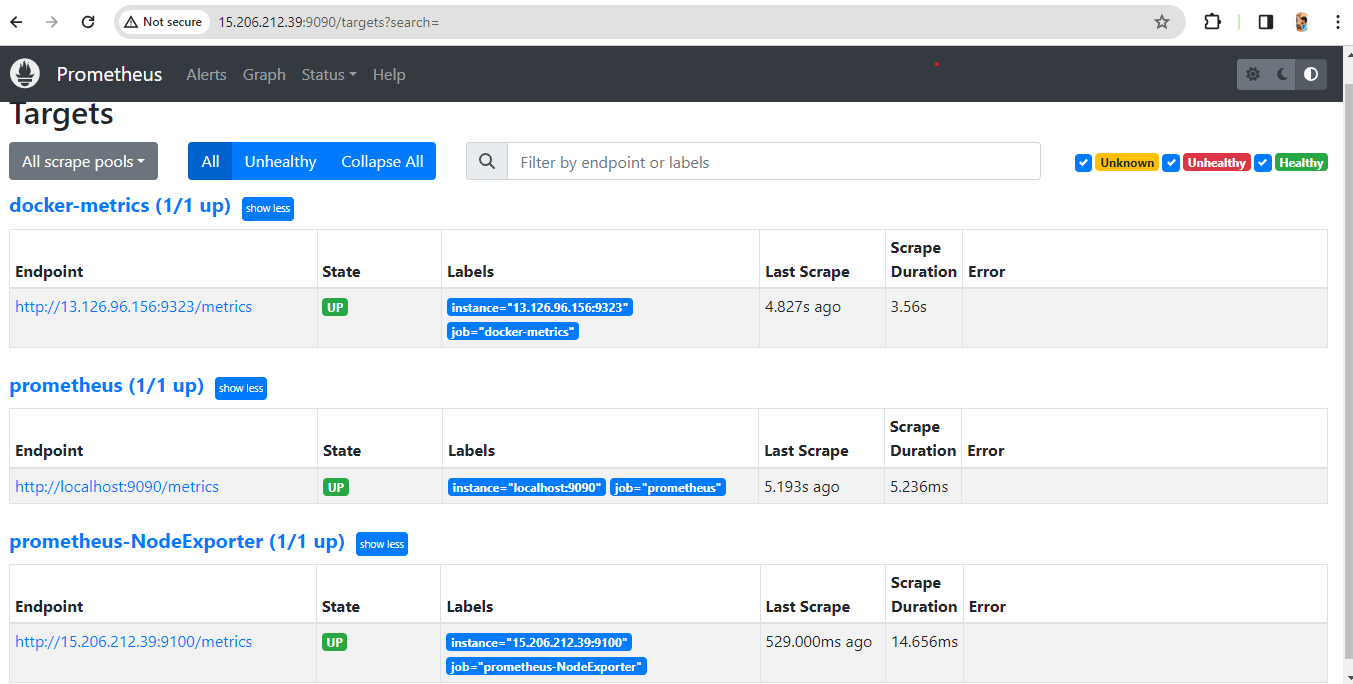 Not secure 15.206.212.39:9090/targets?search=
Prometheus Alerts Graph Status Help
Targets
All scrape pools All Unhealthy Collapse All Filter by endpoint or labels Unknown Unhealthy Healthy
docker-metrics (1/1 up) show less
Endpoint State Labels Last Scrape Scrape Duration Error
http://13.126.96.156:9323/metrics UP instance="13.126.96.156:9323" 4.827s ago 3.56s
job="docker-metrics"
prometheus (1/1 up) show less
Endpoint State Labels Last Scrape Scrape Duration Error
http://localhost:9090/metrics UP instance="localhost:9090" job="prometheus" 5.193s ago 5.236ms
prometheus-NodeExporter (1/1 up) show less
Endpoint State Labels Last Scrape Scrape Duration Error
http://15.206.212.39:9100/metrics UP instance="15.206.212.39:9100" 529.000ms ago 14.656ms
job="prometheus-NodeExporter"